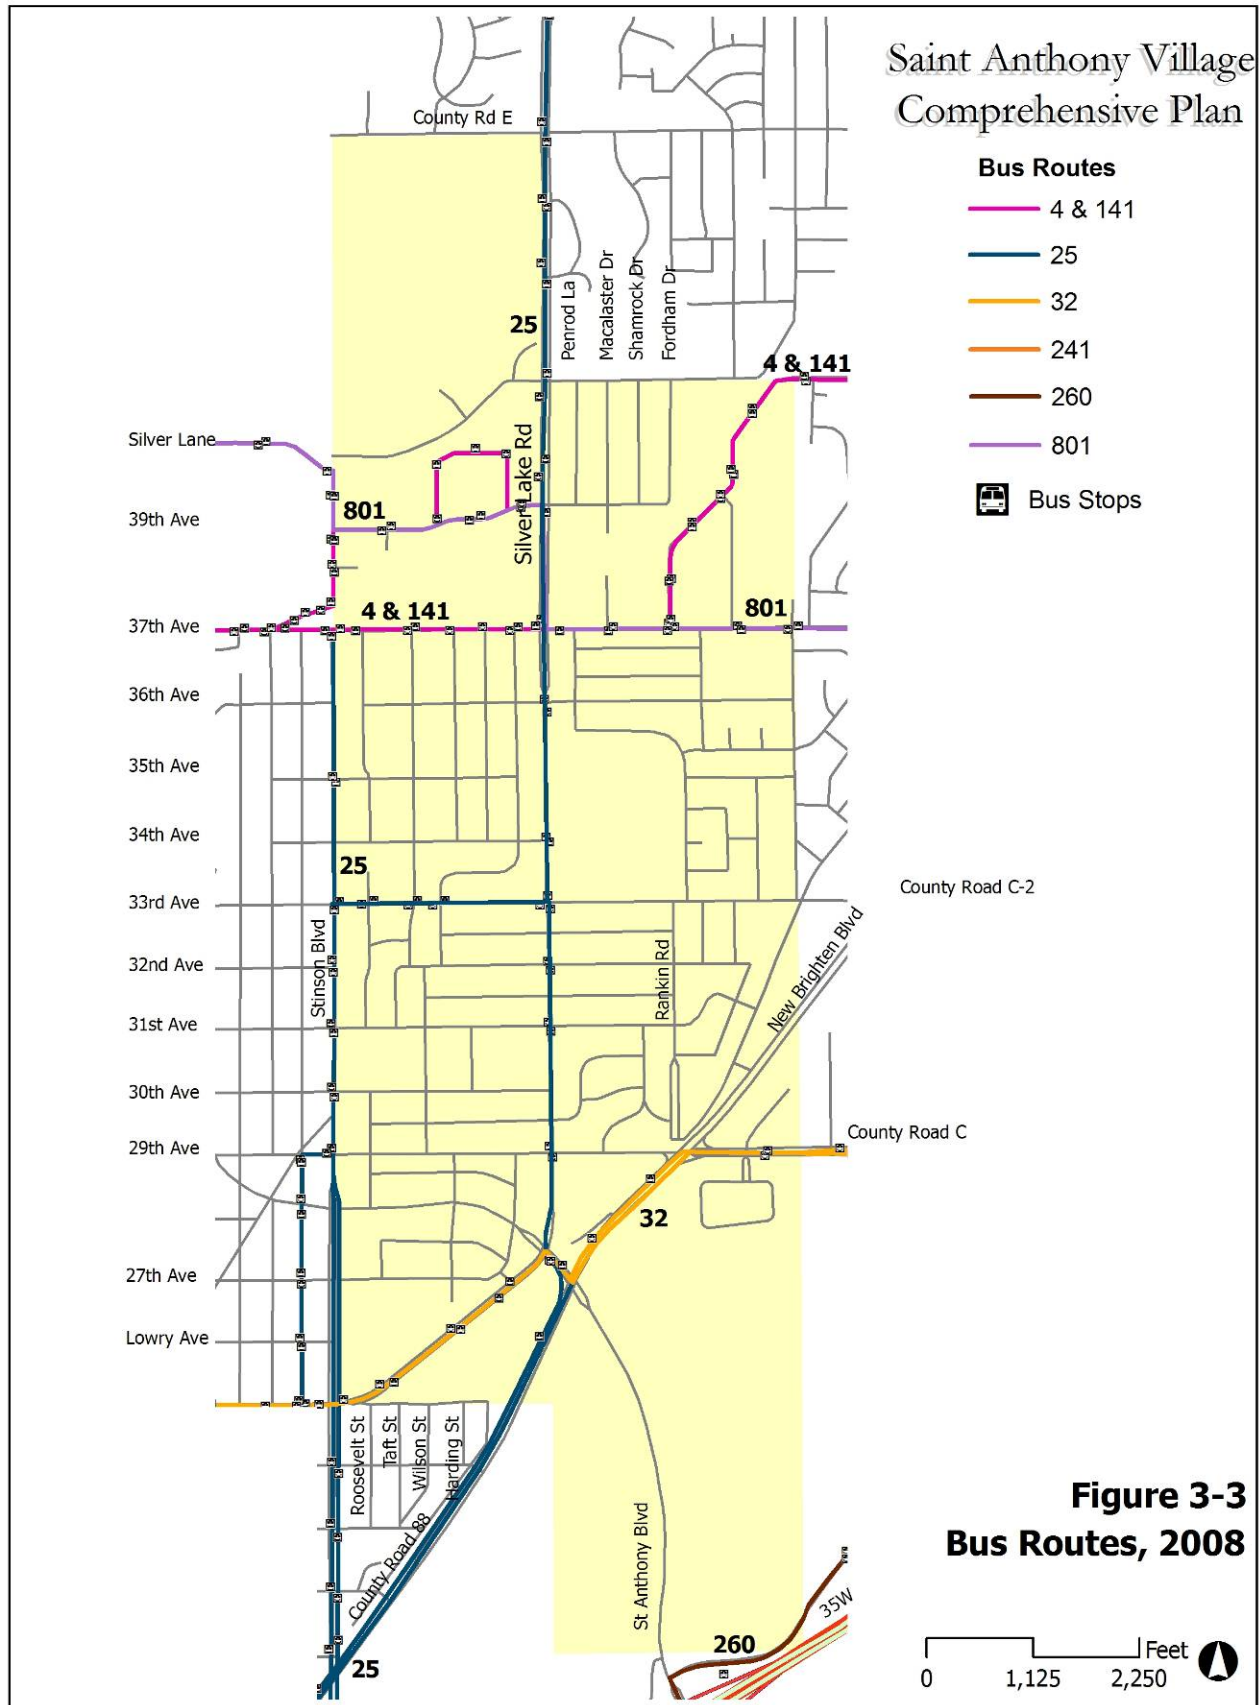 Saint Anthony Village
Comprehensive Plan
Bus Routes
4 & 141
25
32
241
260
801
Bus Stops
County Rd E
25
Penrod La
Macalaster Dr
Shamrock Dr
Fordham Dr
4 & 141
Silver Lane
Silver Lake Rd
801
39th Ave
4 & 141
801
37th Ave
36th Ave
35th Ave
34th Ave
25
County Road C-2
33rd Ave
Stinson Blvd
Rankin Rd
New Brighten Blvd
32nd Ave
31st Ave
30th Ave
29th Ave
County Road C
32
27th Ave
Lowry Ave
Roosevelt St
Taft St
Wilson St
Harding St
County Road 88
St Anthony Blvd
Figure 3-3
Bus Routes, 2008
35W
260
25
Feet
0 1,125 2,250